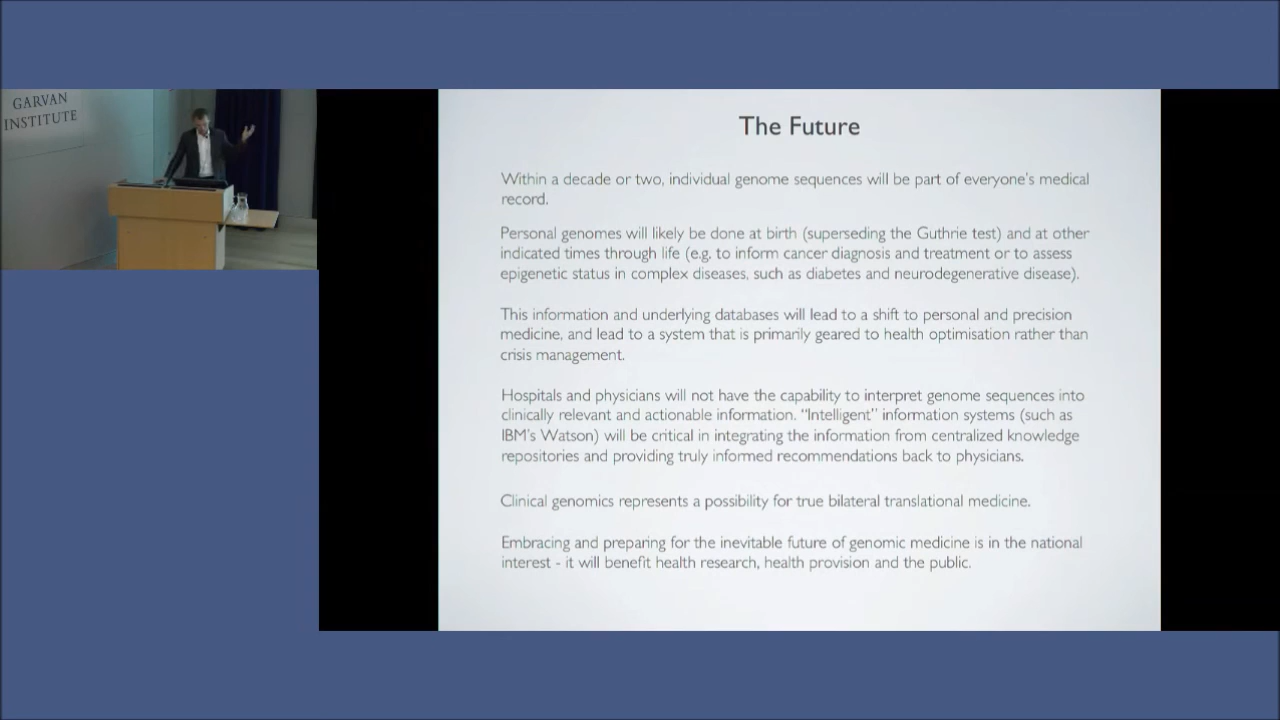 GARVAN
INSTITUTE
The Future
Within a decade or two, individual genome sequences will be part of everyone's medical
record.
Personal genomes will likely be done at birth (superseding the Guthrie test) and at other
indicated times through life (e.g. to inform cancer diagnosis and treatment or to assess
epigenetic status in complex diseases, such as diabetes and neurodegenerative disease).
This information and underlying databases will lead to a shift to personal and precision
medicine, and lead to a system that is primarily geared to health optimisation rather than
crisis management.
Hospitals and physicians will not have the capability to interpret genome sequences into
clinically relevant and actionable information. “Intelligent” information systems (such as
IBM's Watson) will be critical in integrating the information from centralized knowledge
repositories and providing truly informed recommendations back to physicians.
Clinical genomics represents a possibility for true bilateral translational medicine.
Embracing and preparing for the inevitable future of genomic medicine is in the national
interest - it will benefit health research, health provision and the public.